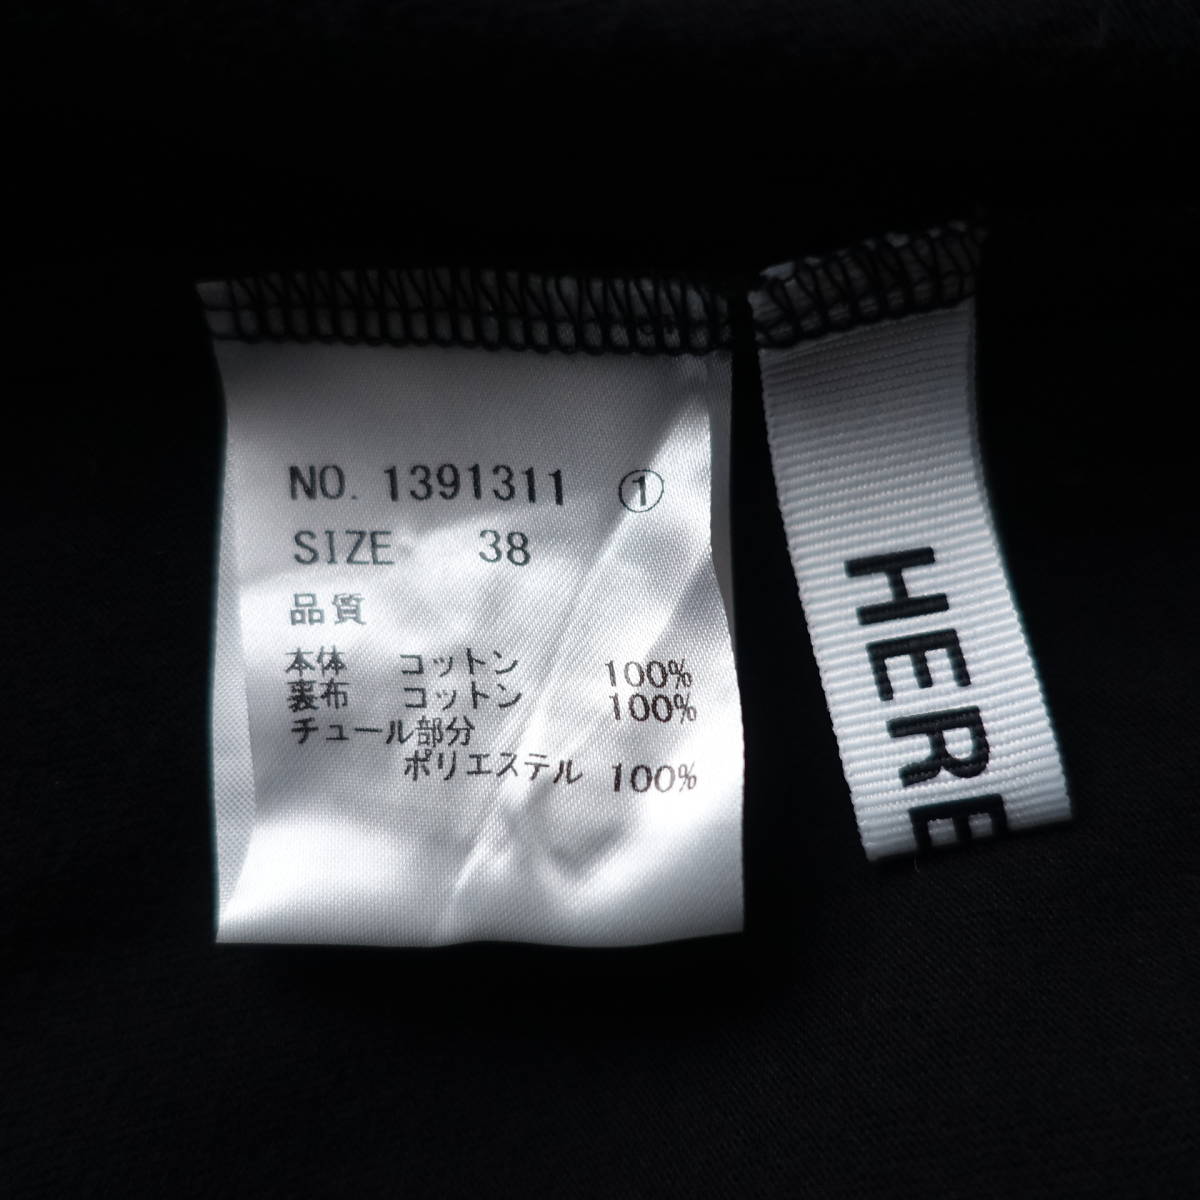 NO. 1391311 ①
SIZE 38
品質
本体 コットン 100%
裏布 コットン 100%
チュール部分
ポリエステル 100%
HERE